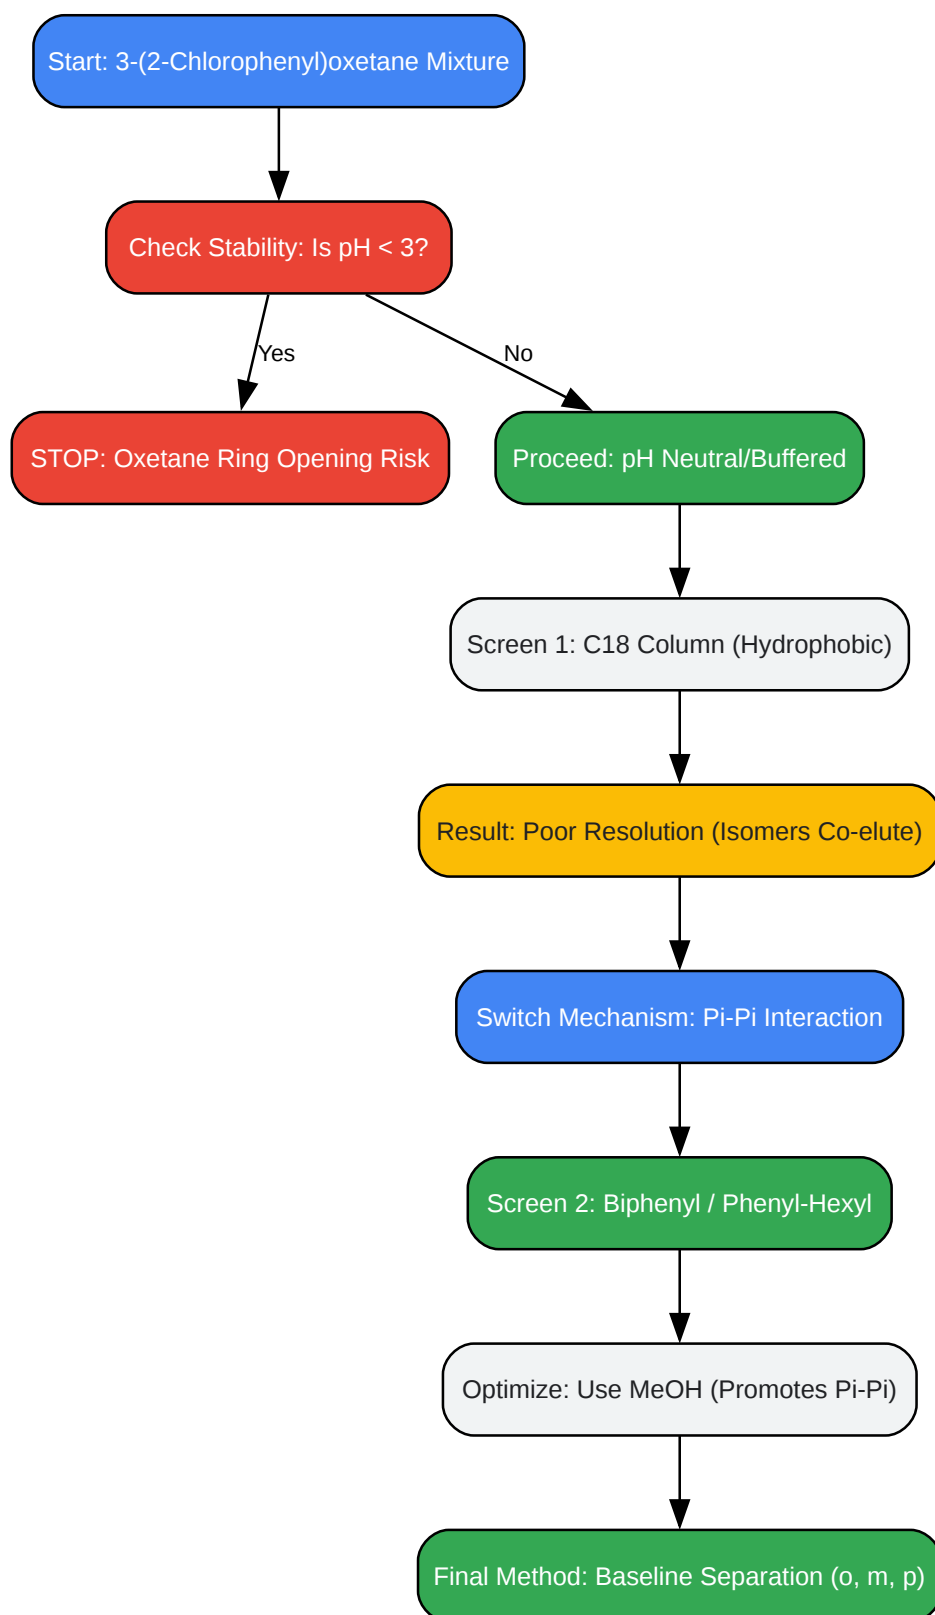 Start: 3-(2-Chlorophenyl)oxetane Mixture
Check Stability: Is pH < 3?
Yes
No
STOP: Oxetane Ring Opening Risk
Proceed: pH Neutral/Buffered
Screen 1: C18 Column (Hydrophobic)
Result: Poor Resolution (Isomers Co-elute)
Switch Mechanism: Pi-Pi Interaction
Screen 2: Biphenyl / Phenyl-Hexyl
Optimize: Use MeOH (Promotes Pi-Pi)
Final Method: Baseline Separation (o, m, p)